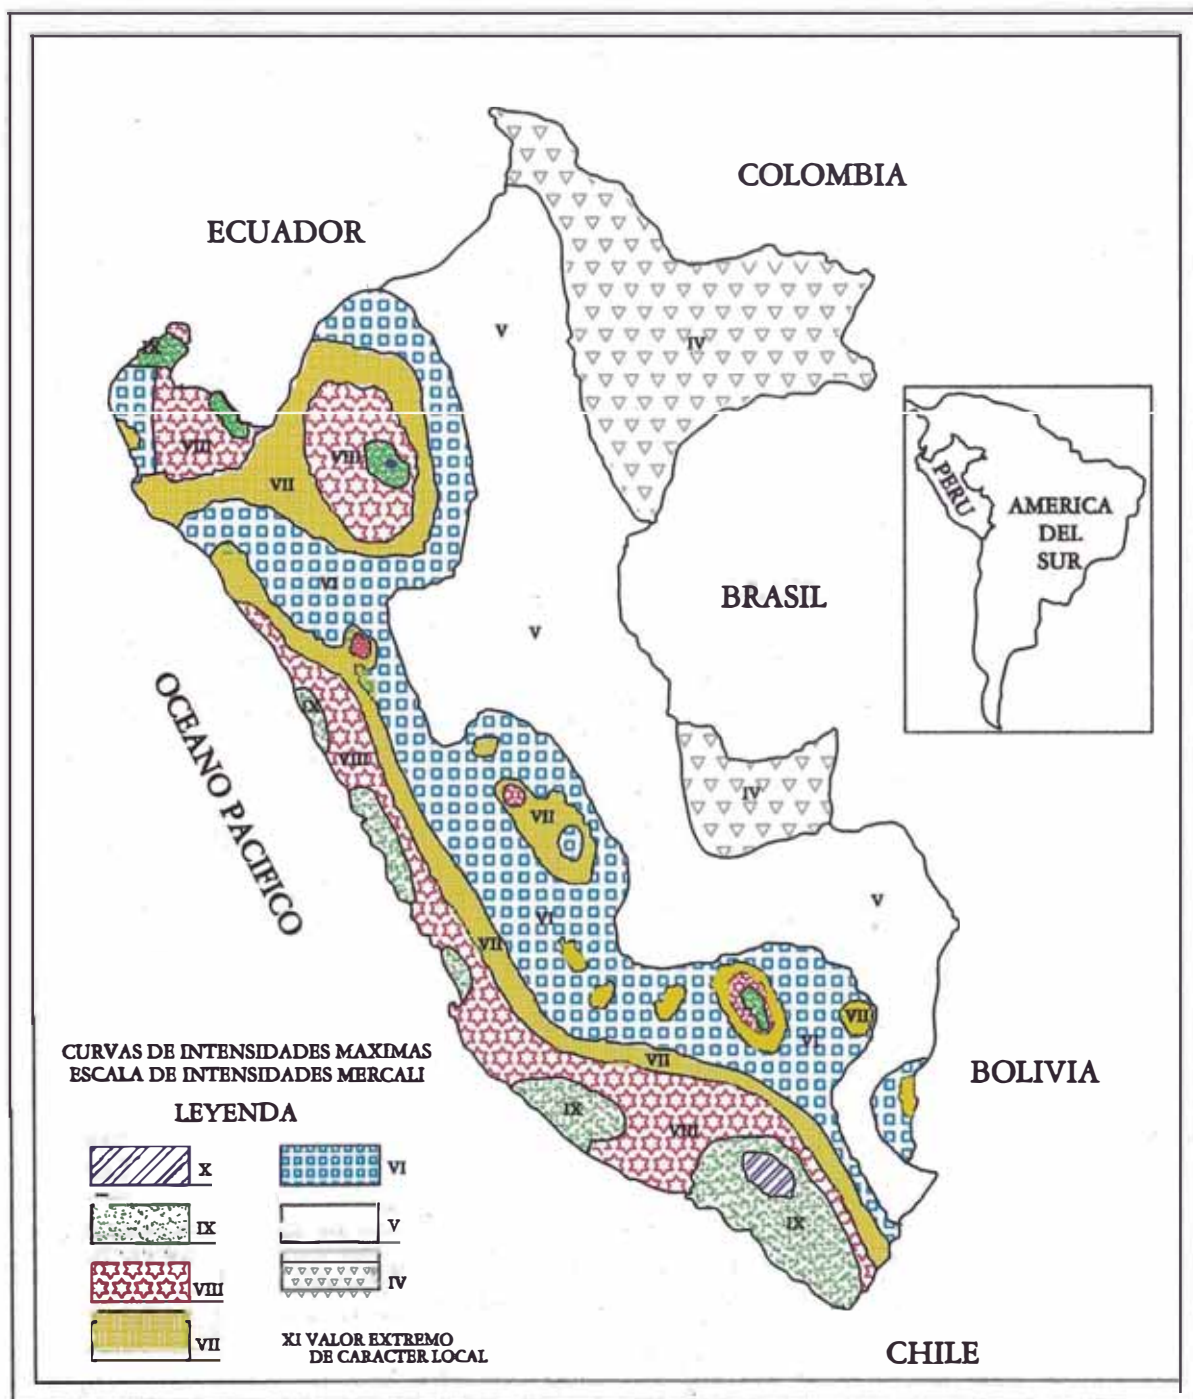 COLOMBIA
ECUADOR
V
IV
IX
VIII
VIII
VII
PERU
AMERICA
DEL
SUR
VI
BRASIL
V
OCEANO PACIFICO
VIII
IV
VII
V
VI
VII
VII
VI
VII
CURVAS DE INTENSIDADES MAXIMAS
ESCALA DE INTENSIDADES MERCALI
BOLIVIA
LEYENDA
IX
VIII
IX
X
VI
IX
V
VIII
IV
VII
XI VALOR EXTREMO
DE CARACTER LOCAL
CHILE